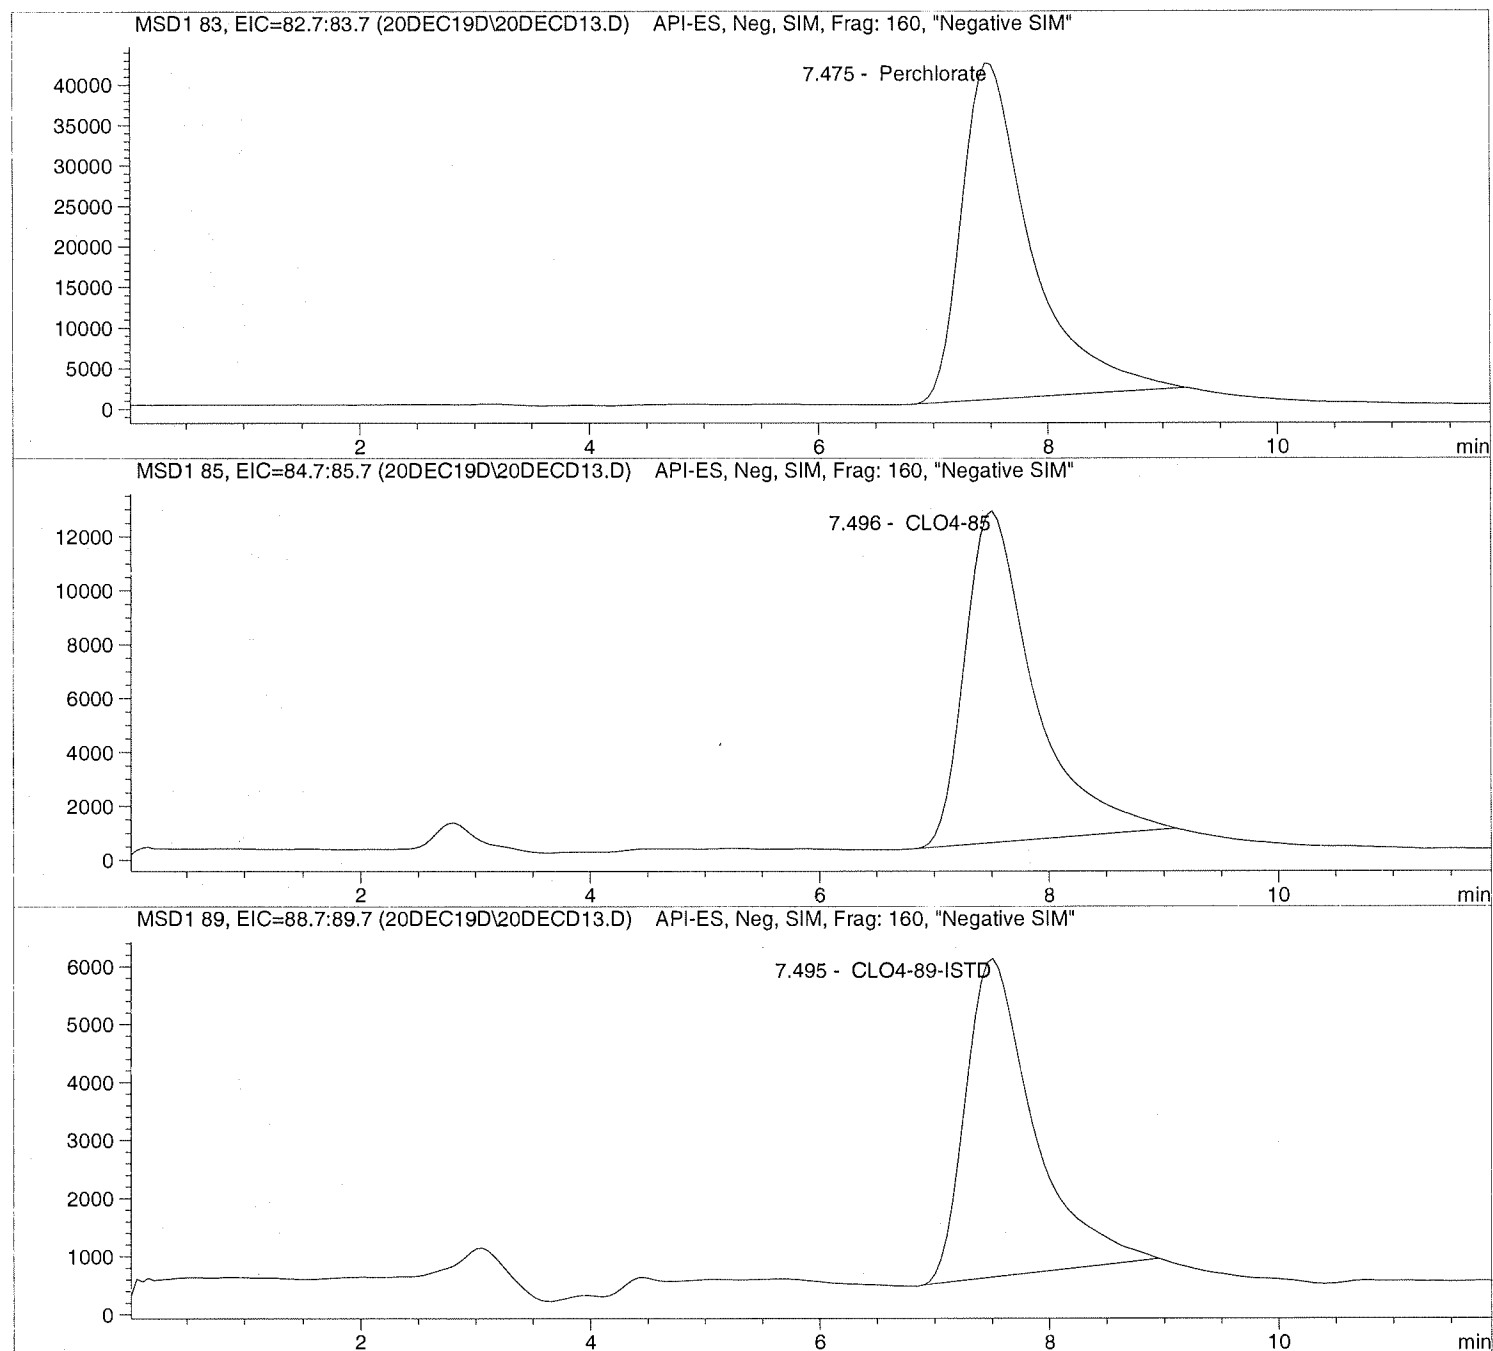 MSD1 83, EIC=82.7:83.7 (20DEC19D\20DECD13.D) API-ES, Neg, SIM, Frag: 160, "Negative SIM"
7.475 - Perchlorate
40000
35000
30000
25000
20000
15000
10000
5000
0
2 4 6 8 10 min
MSD1 85, EIC=84.7:85.7 (20DEC19D\20DECD13.D) API-ES, Neg, SIM, Frag: 160, "Negative SIM"
7.496 - CLO4-85
12000
10000
8000
6000
4000
2000
0
2 4 6 8 10 min
MSD1 89, EIC=88.7:89.7 (20DEC19D\20DECD13.D) API-ES, Neg, SIM, Frag: 160, "Negative SIM"
7.495 - CLO4-89-ISTD
6000
5000
4000
3000
2000
1000
0
2 4 6 8 10 min